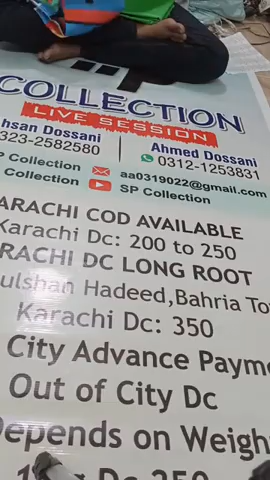 COLLECTION
LIVE SESSION
hsan Dossani
323-2582580
Ahmed Dossani
0312-1253831
P Collection
aa0319022@gmail.com
Collection
SP Collection
ARACHI COD AVAILABLE
Karachi Dc: 200 to 250
RACHI DC LONG ROOT
ulshan Hadeed,Bahria To
Karachi Dc: 350
City Advance Payme
Out of City Dc
Depends on Weigh